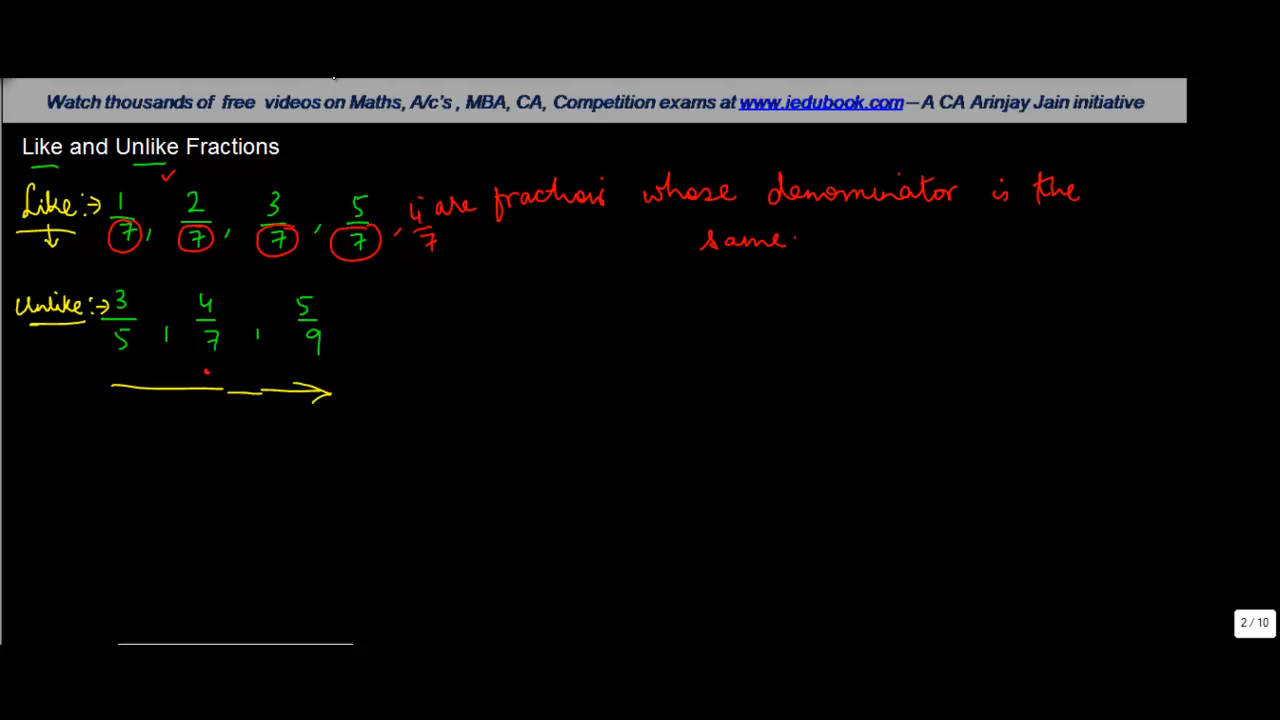 Watch thousands of free videos on Maths, A/c's , MBA, CA, Competition exams at www.iedubook.com – A CA Arinjay Jain initiative
Like and Unlike Fractions
Like :→ 1/7, 2/7, 3/7, 5/7, 4/7 are fractions whose denominator is the
same.
Unlike :→ 3/5, 4/7, 5/9
2 / 10